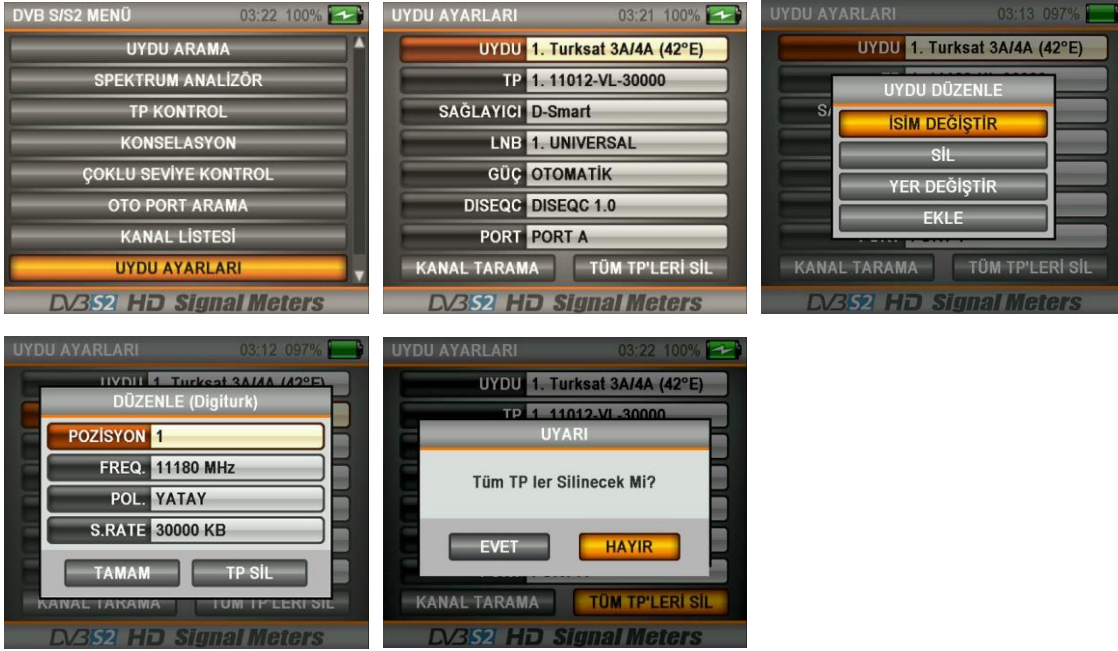 DVB S/S2 MENÜ 03:22 100%
UYDU ARAMA
SPEKTRUM ANALİZÖR
TP KONTROL
KONSELASYON
ÇOKLU SEVİYE KONTROL
OTO PORT ARAMA
KANAL LİSTESİ
UYDU AYARLARI
DVB S2 HD Signal Meters
UYDU AYARLARI 03:21 100%
UYDU 1. Turksat 3A/4A (42°E)
TP 1. 11012-VL-30000
SAĞLAYICI D-Smart
LNB 1. UNIVERSAL
GÜÇ OTOMATİK
DISEQC DISEQC 1.0
PORT PORT A
KANAL TARAMA TÜM TP'LERİ SİL
DVB S2 HD Signal Meters
UYDU AYARLARI 03:13 097%
UYDU 1. Turksat 3A/4A (42°E)
UYDU DÜZENLE
İSİM DEĞİŞTİR
SİL
YER DEĞİŞTİR
EKLE
KANAL TARAMA TÜM TP'LERİ SİL
DVB S2 HD Signal Meters
UYDU AYARLARI 03:12 097%
UYDU 1. Turksat 3A/4A (42°E)
DÜZENLE (Digiturk)
POZİSYON 1
FREQ. 11180 MHz
POL. YATAY
S.RATE 30000 KB
TAMAM TP SİL
KANAL TARAMA TÜM TP'LERİ SİL
DVB S2 HD Signal Meters
UYDU AYARLARI 03:22 100%
UYDU 1. Turksat 3A/4A (42°E)
TP 1. 11012-VL-30000
UYARI
Tüm TP ler Silinecek Mi?
EVET HAYIR
KANAL TARAMA TÜM TP'LERİ SİL
DVB S2 HD Signal Meters